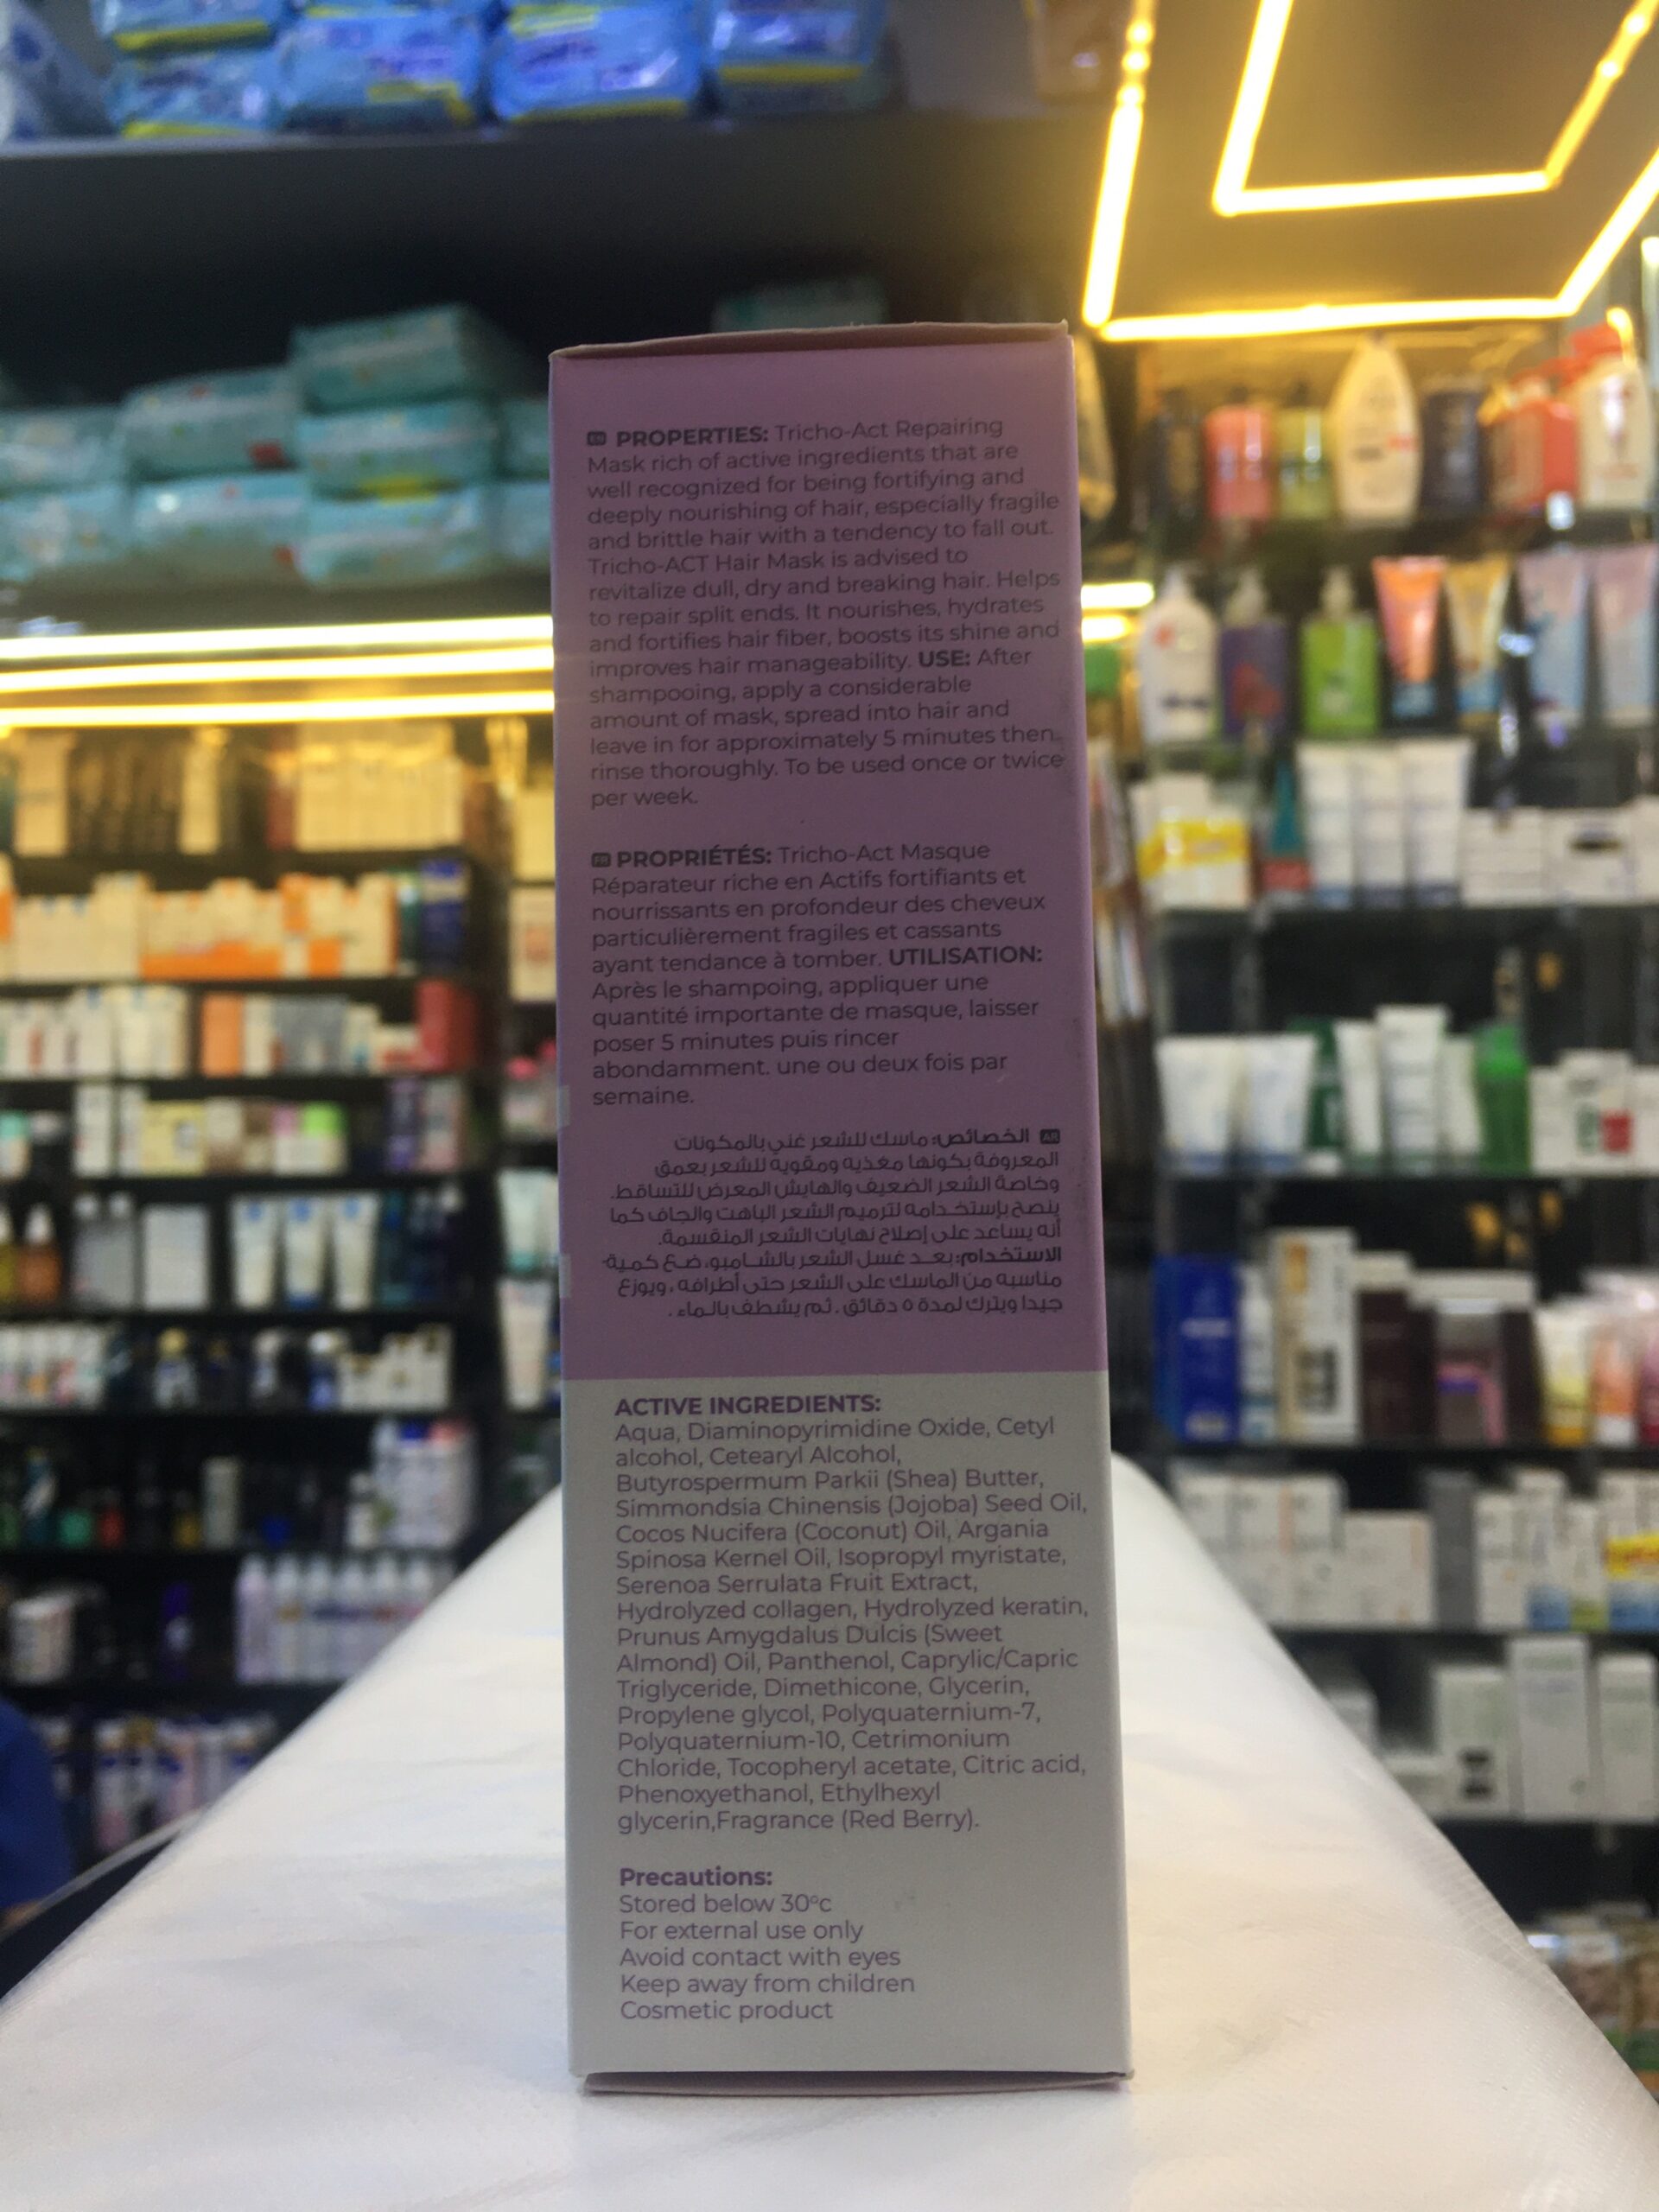 EN PROPERTIES: Tricho-Act Repairing
Mask rich of active ingredients that are
well recognized for being fortifying and
deeply nourishing of hair, especially fragile
and brittle hair with a tendency to fall out.
Tricho-ACT Hair Mask is advised to
revitalize dull, dry and breaking hair. Helps
to repair split ends. It nourishes, hydrates
and fortifies hair fiber, boosts its shine and
improves hair manageability. USE: After
shampooing, apply a considerable
amount of mask, spread into hair and
leave in for approximately 5 minutes then
rinse thoroughly. To be used once or twice
per week.
FR PROPRIÉTÉS: Tricho-Act Masque
Réparateur riche en Actifs fortifiants et
nourrissants en profondeur des cheveux
particulièrement fragiles et cassants
ayant tendance à tomber. UTILISATION:
Après le shampoing, appliquer une
quantité importante de masque, laisser
poser 5 minutes puis rincer
abondamment. une ou deux fois par
semaine.
AR الخصائص: ماسك للشعر غني بالمكونات
المعروفة بكونها مغذيه ومقويه للشعر بعمق
وخاصة الشعر الضعيف والهايش المعرض للتساقط.
ينصح بإستخدامه لترميم الشعر الباهت والجاف كما
أنه يساعد على إصلاح نهايات الشعر المنقسمة.
الاستخدام: بعد غسل الشعر بالشامبو، ضع كمية
مناسبه من الماسك على الشعر حتى أطرافه ، ويوزع
جيدا ويترك لمدة ٥ دقائق ، ثم يشطف بالماء .
ACTIVE INGREDIENTS:
Aqua, Diaminopyrimidine Oxide, Cetyl
alcohol, Cetearyl Alcohol,
Butyrospermum Parkii (Shea) Butter,
Simmondsia Chinensis (Jojoba) Seed Oil,
Cocos Nucifera (Coconut) Oil, Argania
Spinosa Kernel Oil, Isopropyl myristate,
Serenoa Serrulata Fruit Extract,
Hydrolyzed collagen, Hydrolyzed keratin,
Prunus Amygdalus Dulcis (Sweet
Almond) Oil, Panthenol, Caprylic/Capric
Triglyceride, Dimethicone, Glycerin,
Propylene glycol, Polyquaternium-7,
Polyquaternium-10, Cetrimonium
Chloride, Tocopheryl acetate, Citric acid,
Phenoxyethanol, Ethylhexyl
glycerin,Fragrance (Red Berry).
Precautions:
Stored below 30°c
For external use only
Avoid contact with eyes
Keep away from children
Cosmetic product